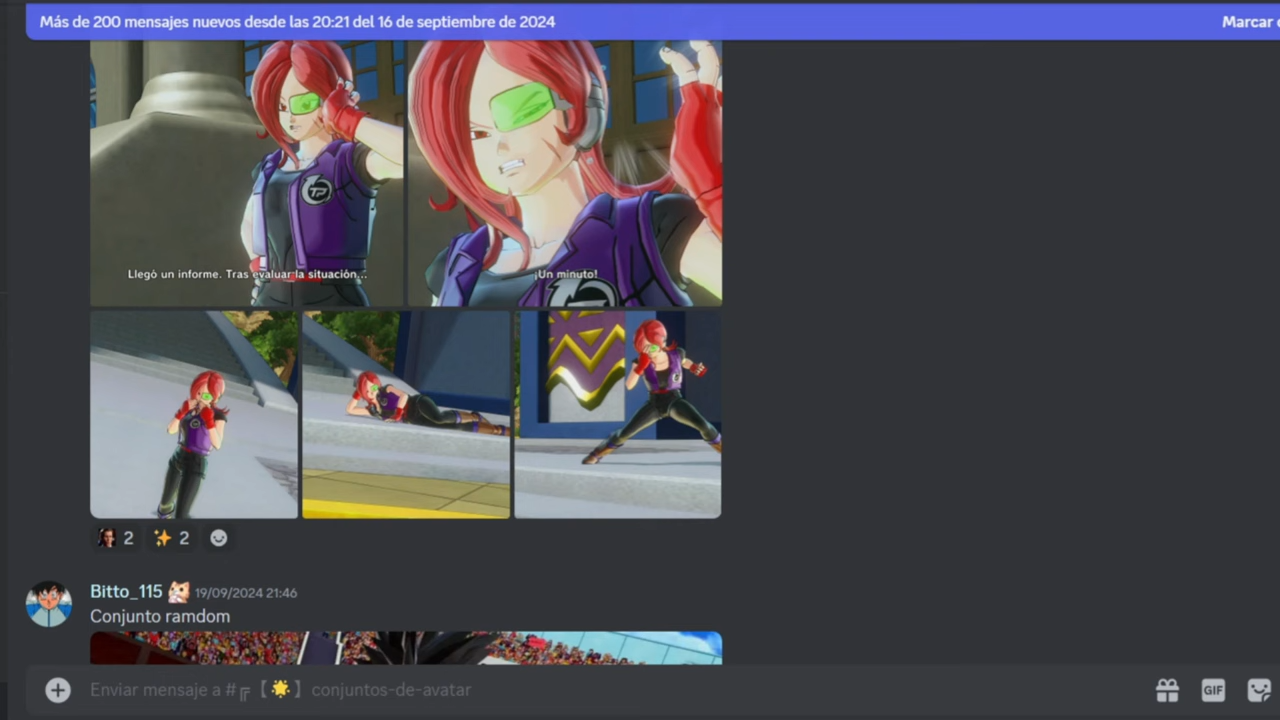 Más de 200 mensajes nuevos desde las 20:21 del 16 de septiembre de 2024
Marcar
TP
Llegó un informe. Tras evaluar la situación...
¡Un minuto!
2
2
Bitto_115 19/09/2024 21:46
Conjunto ramdom
Enviar mensaje a #╔【🌟】conjuntos-de-avatar
GIF